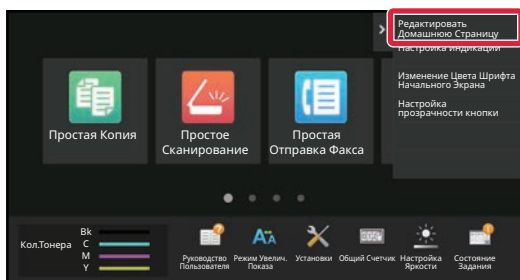 Редактировать
Домашнюю Страницу
Настройка индикации
Изменение Цвета Шрифта
Начального Экрана
Настройка
прозрачности кнопки
Простая Копия
Простое
Сканирование
Простая
Отправка Факса
Кол.Тонера
Bk
C
M
Y
Руководство
Пользователя
Режим Увелич.
Показа
Установки
Общий Счетчик
Настройка
Яркости
Состояние
Задания